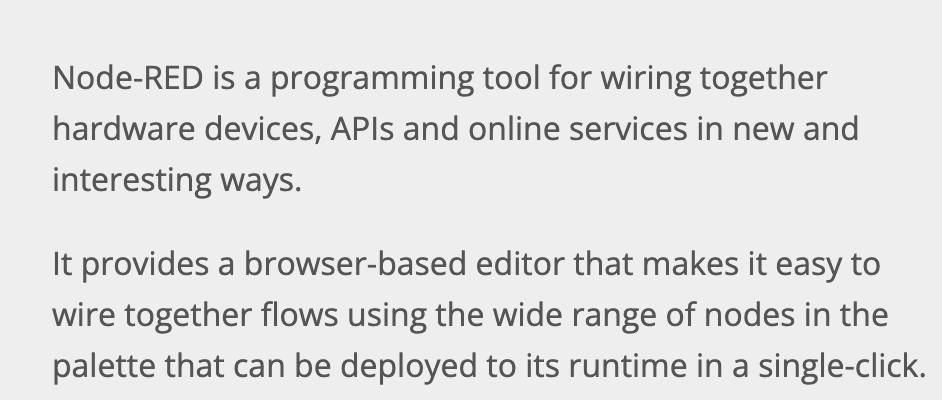 Node-RED is a programming tool for wiring together
hardware devices, APIs and online services in new and
interesting ways.
It provides a browser-based editor that makes it easy to
wire together flows using the wide range of nodes in the
palette that can be deployed to its runtime in a single-click.